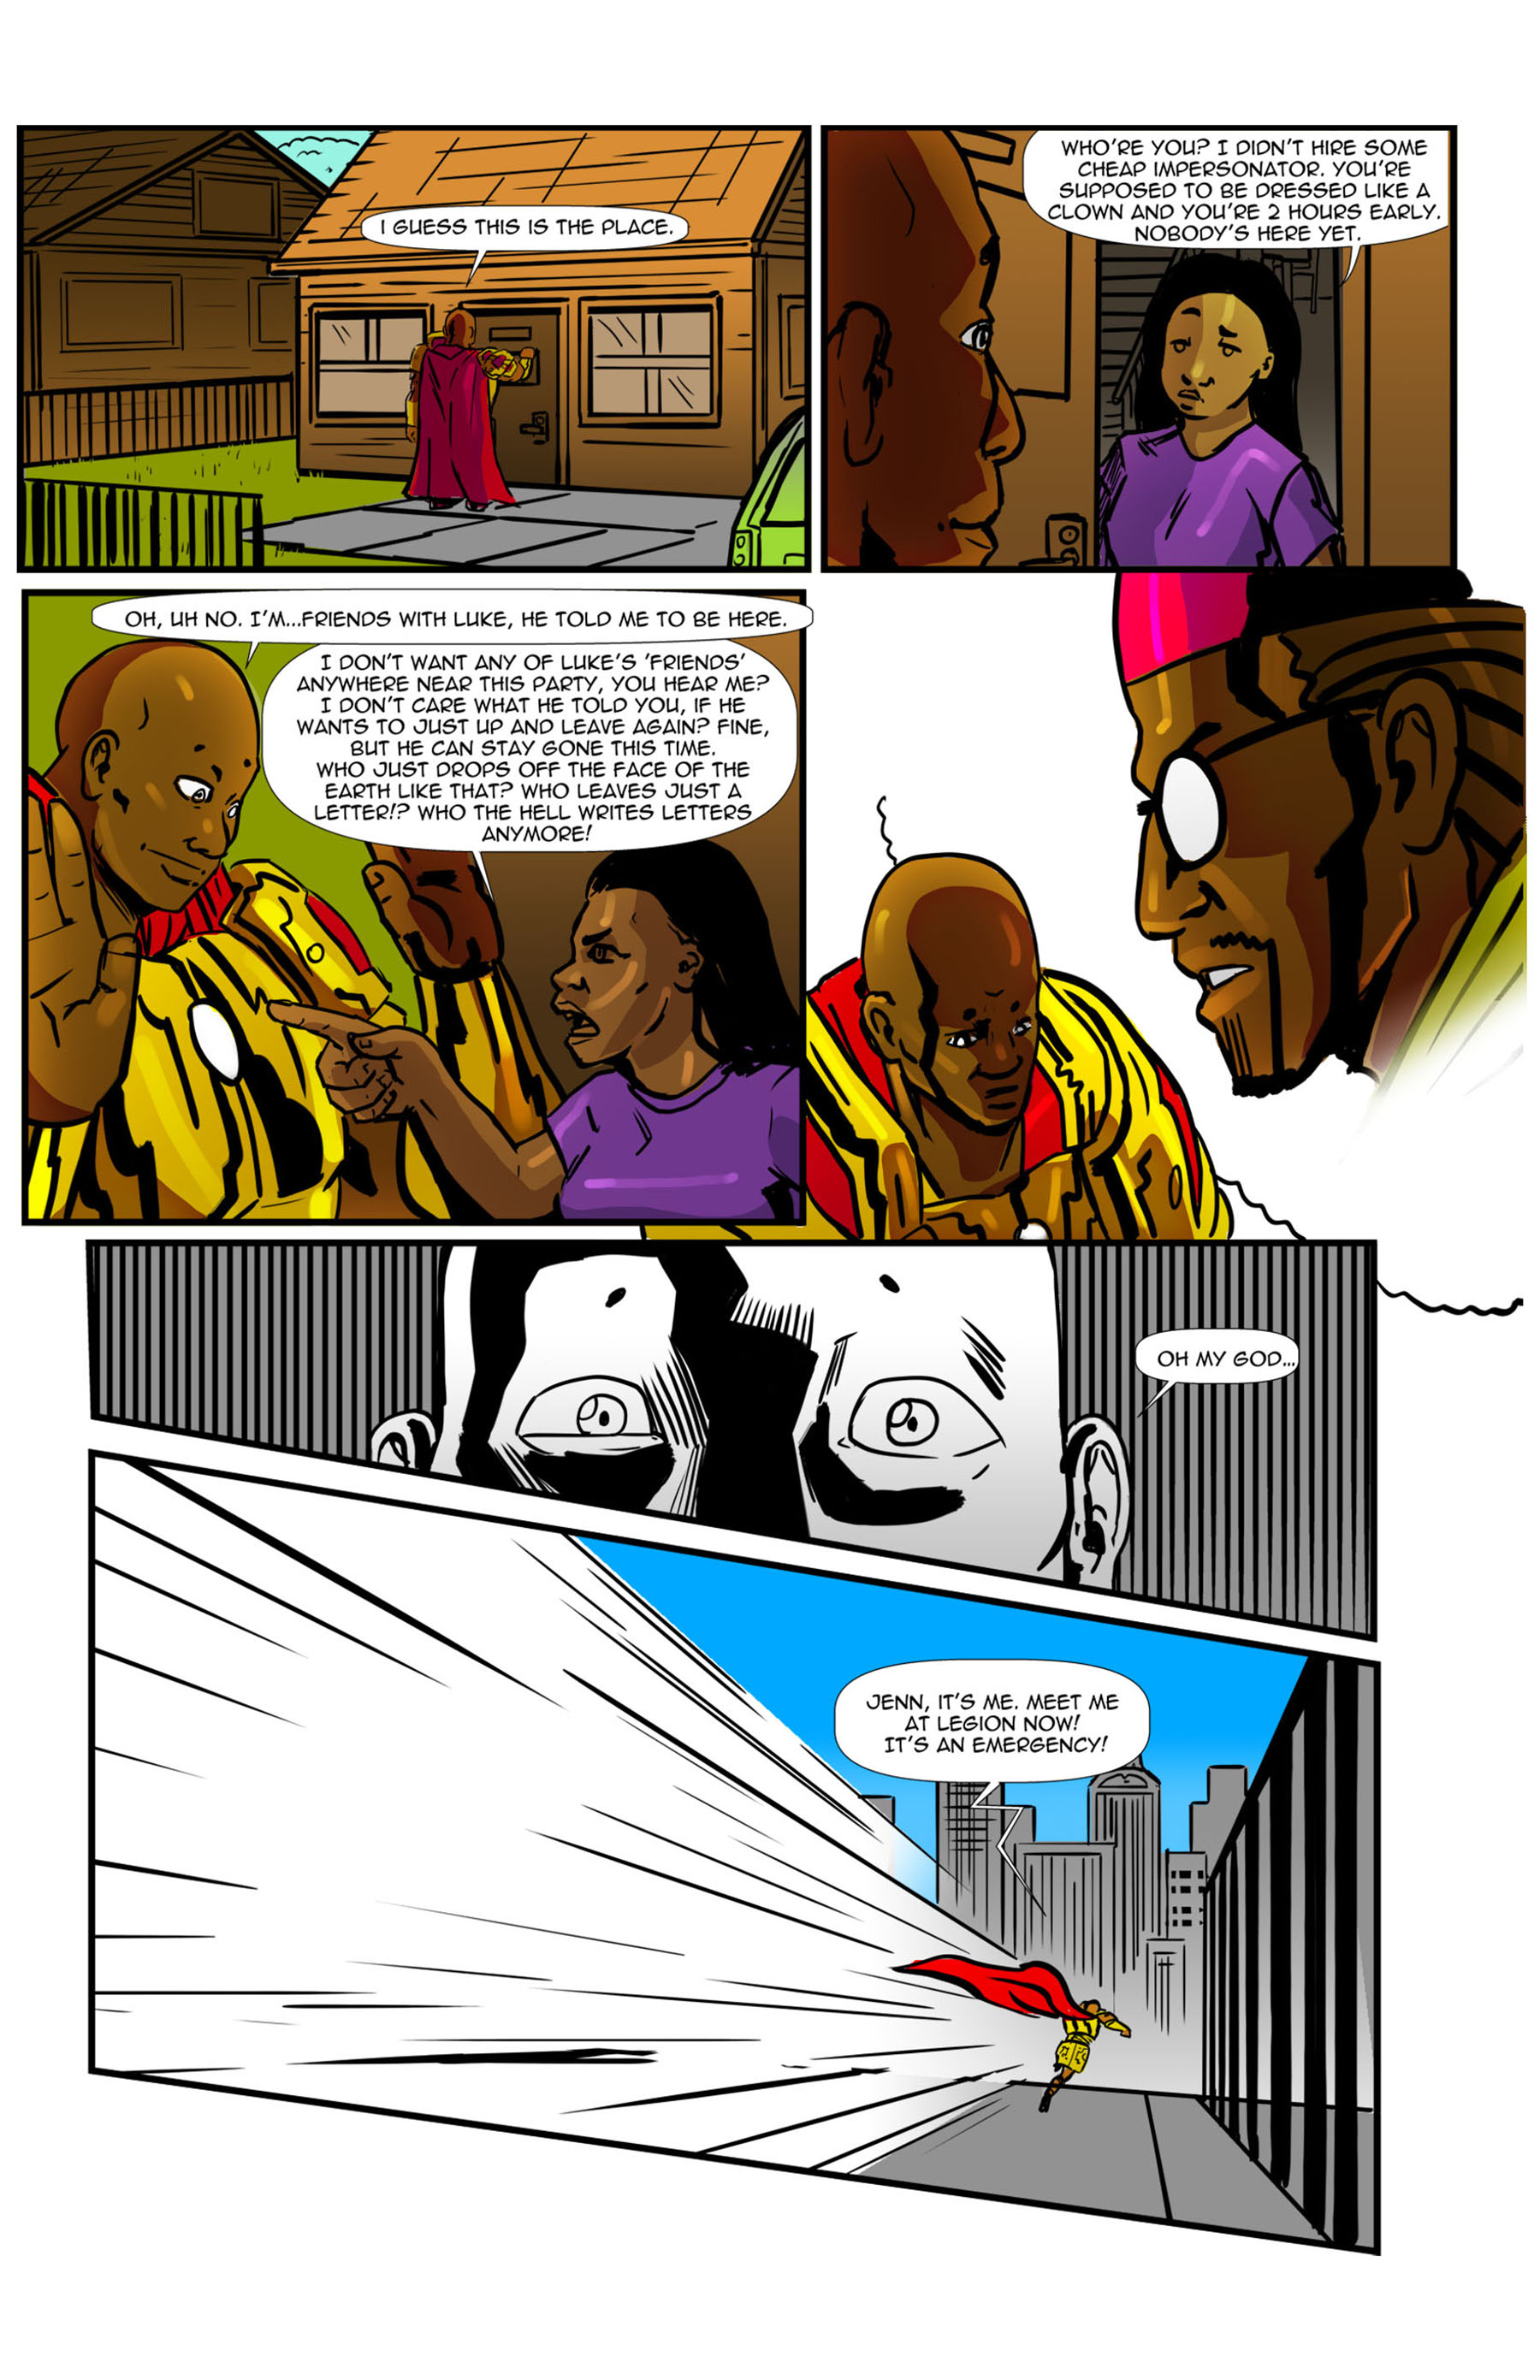 I GUESS THIS IS THE PLACE.
WHO'RE YOU? I DIDN'T HIRE SOME
CHEAP IMPERSONATOR. YOU'RE
SUPPOSED TO BE DRESSED LIKE A
CLOWN AND YOU'RE 2 HOURS EARLY.
NOBODY'S HERE YET.
OH, UH NO. I'M...FRIENDS WITH LUKE, HE TOLD ME TO BE HERE.
I DON'T WANT ANY OF LUKE'S 'FRIENDS'
ANYWHERE NEAR THIS PARTY, YOU HEAR ME?
I DON'T CARE WHAT HE TOLD YOU, IF HE
WANTS TO JUST UP AND LEAVE AGAIN? FINE,
BUT HE CAN STAY GONE THIS TIME.
WHO JUST DROPS OFF THE FACE OF THE
EARTH LIKE THAT? WHO LEAVES JUST A
LETTER!? WHO THE HELL WRITES LETTERS
ANYMORE!
OH MY GOD...
JENN, IT'S ME. MEET ME
AT LEGION NOW!
IT'S AN EMERGENCY!